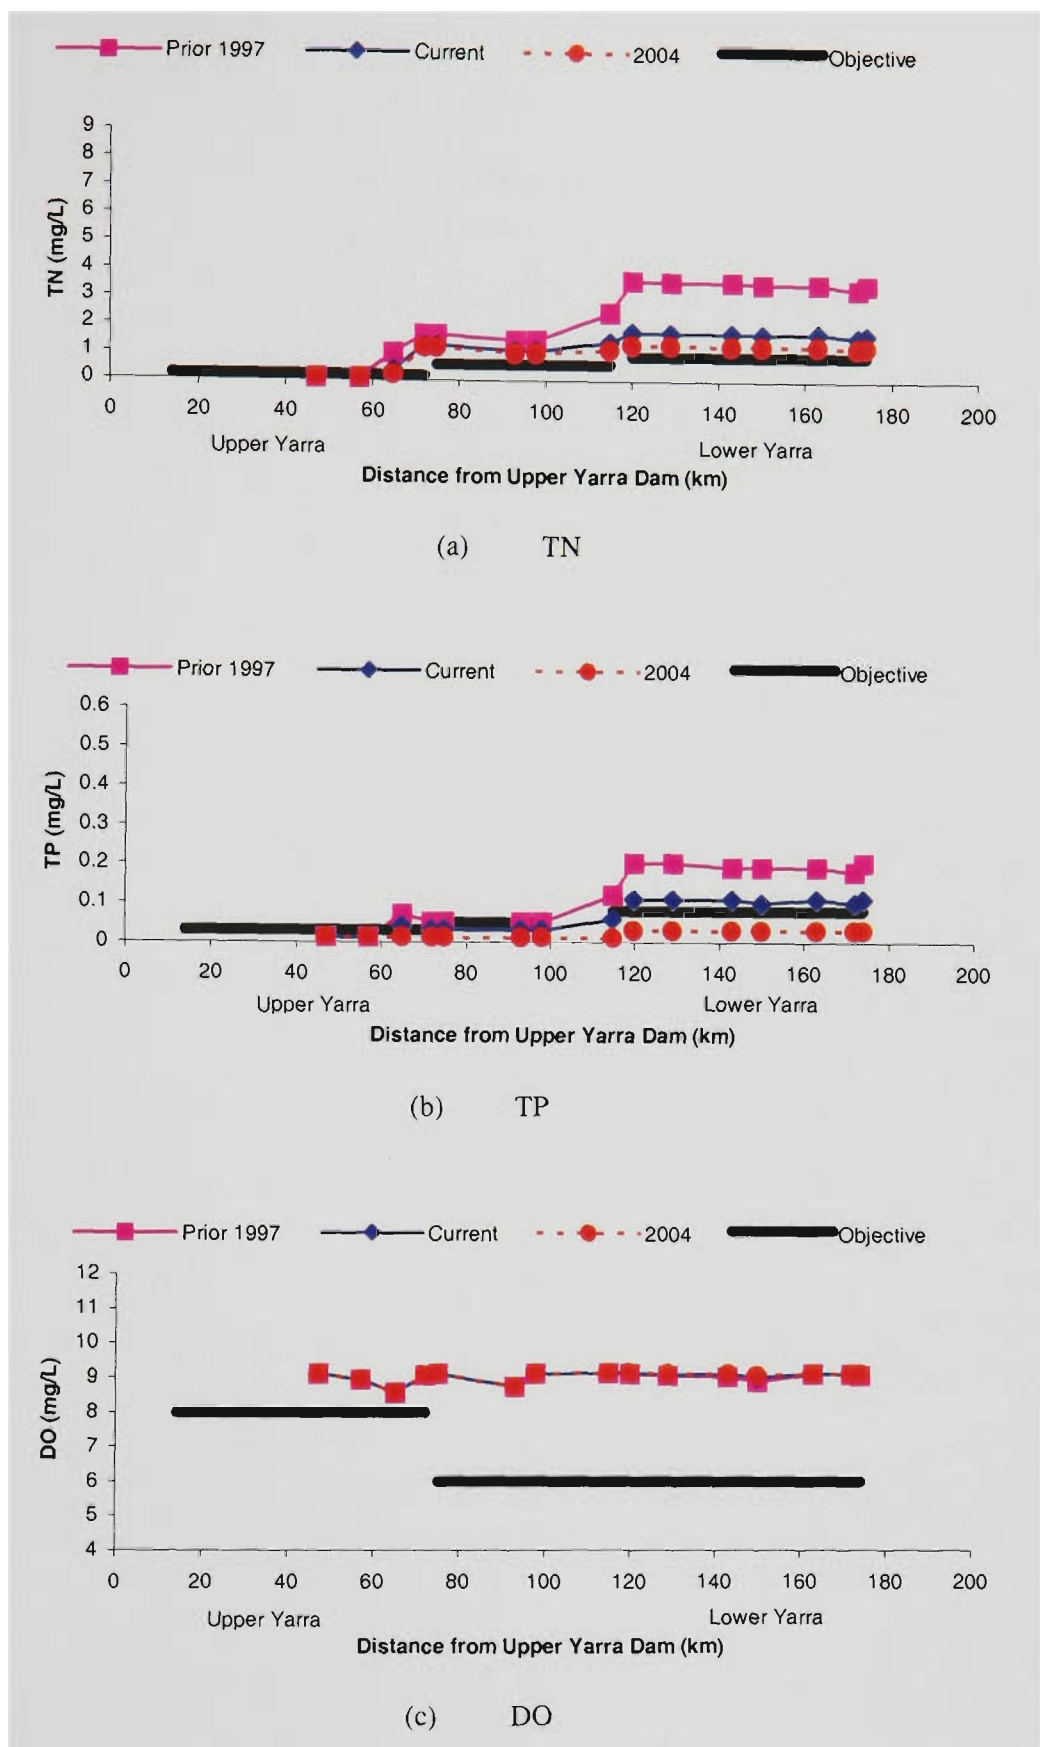 Prior 1997 Current 2004 Objective
9
8
7
6
5
4
3
2
1
0
TN (mg/L)
0 20 40 60 80 100 120 140 160 180 200
Upper Yarra Lower Yarra
Distance from Upper Yarra Dam (km)
(a) TN
Prior 1997 Current 2004 Objective
0.6
0.5
0.4
0.3
0.2
0.1
0
TP (mg/L)
0 20 40 60 80 100 120 140 160 180 200
Upper Yarra Lower Yarra
Distance from Upper Yarra Dam (km)
(b) TP
Prior 1997 Current 2004 Objective
12
11
10
9
8
7
6
5
4
DO (mg/L)
0 20 40 60 80 100 120 140 160 180 200
Upper Yarra Lower Yarra
Distance from Upper Yarra Dam (km)
(c) DO